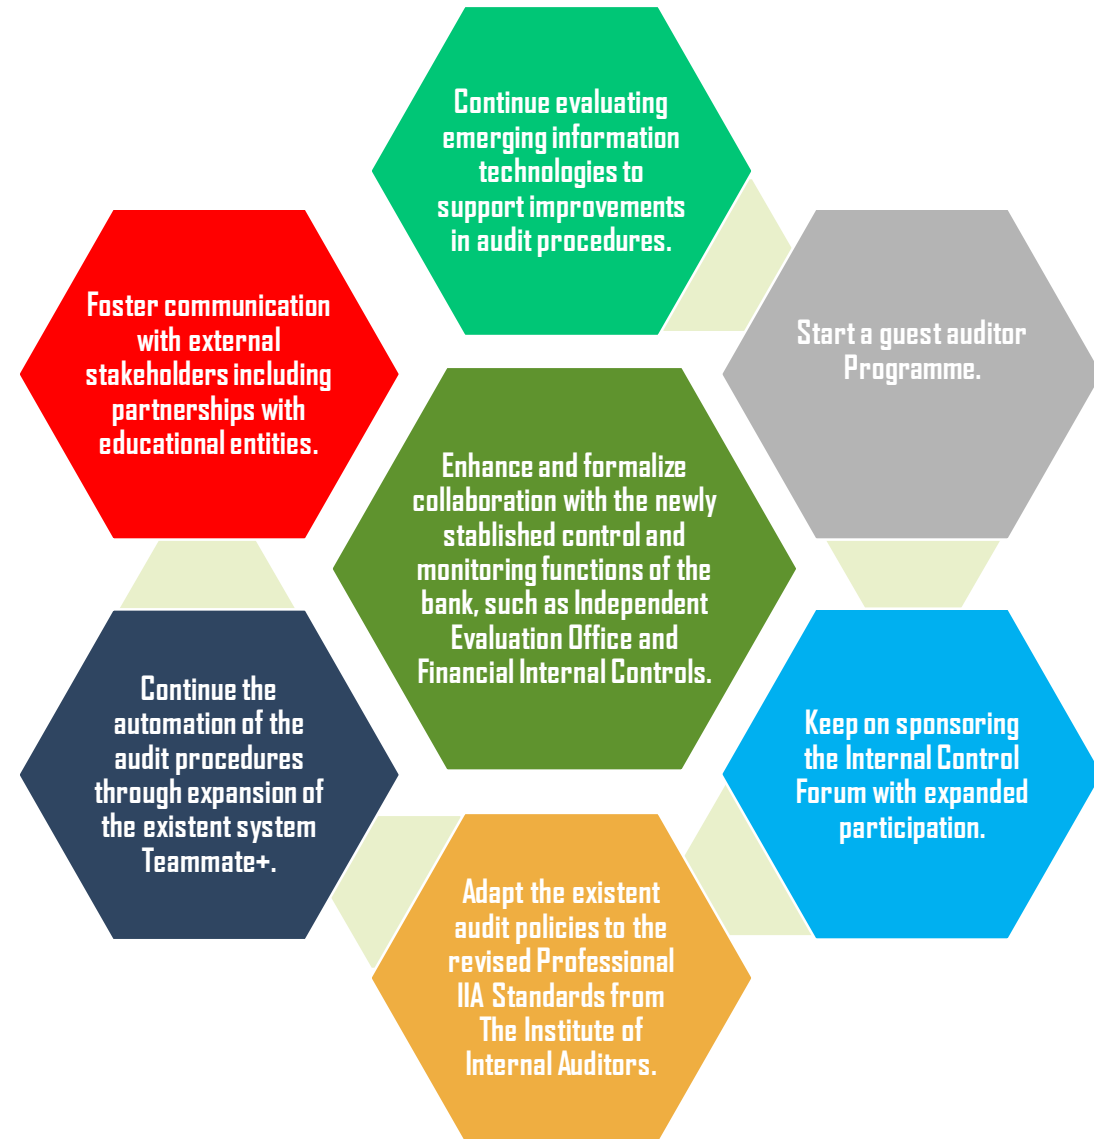 Continue evaluating
emerging information
technologies to
support improvements
in audit procedures.
Start a guest auditor
Programme.
Foster communication
with external
stakeholders including
partnerships with
educational entities.
Enhance and formalize
collaboration with the newly
stablished control and
monitoring functions of the
bank, such as Independent
Evaluation Office and
Financial Internal Controls.
Keep on sponsoring
the Internal Control
Forum with expanded
participation.
Continue the
automation of the
audit procedures
through expansion of
the existent system
Teammate+.
Adapt the existent
audit policies to the
revised Professional
IIA Standards from
The Institute of
Internal Auditors.